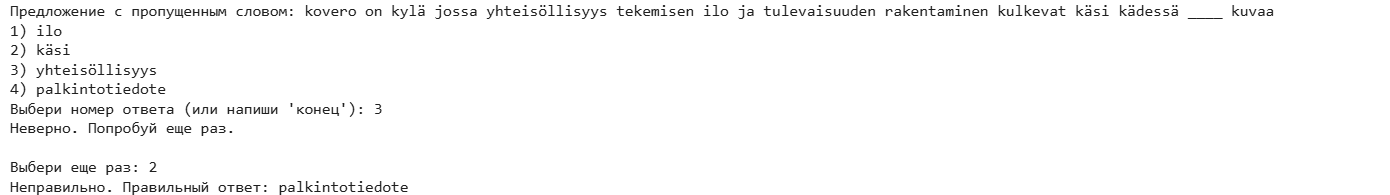 Предложение с пропущенным словом: kovero on kylä jossa yhteisöllisyys tekemisen ilo ja tulevaisuuden rakentaminen kulkevat käsi kädessä ____ kuvaa
1) ilo
2) käsi
3) yhteisöllisyys
4) palkintotiedote
Выбери номер ответа (или напиши 'конец'): 3
Неверно. Попробуй еще раз.
Выбери еще раз: 2
Неправильно. Правильный ответ: palkintotiedote